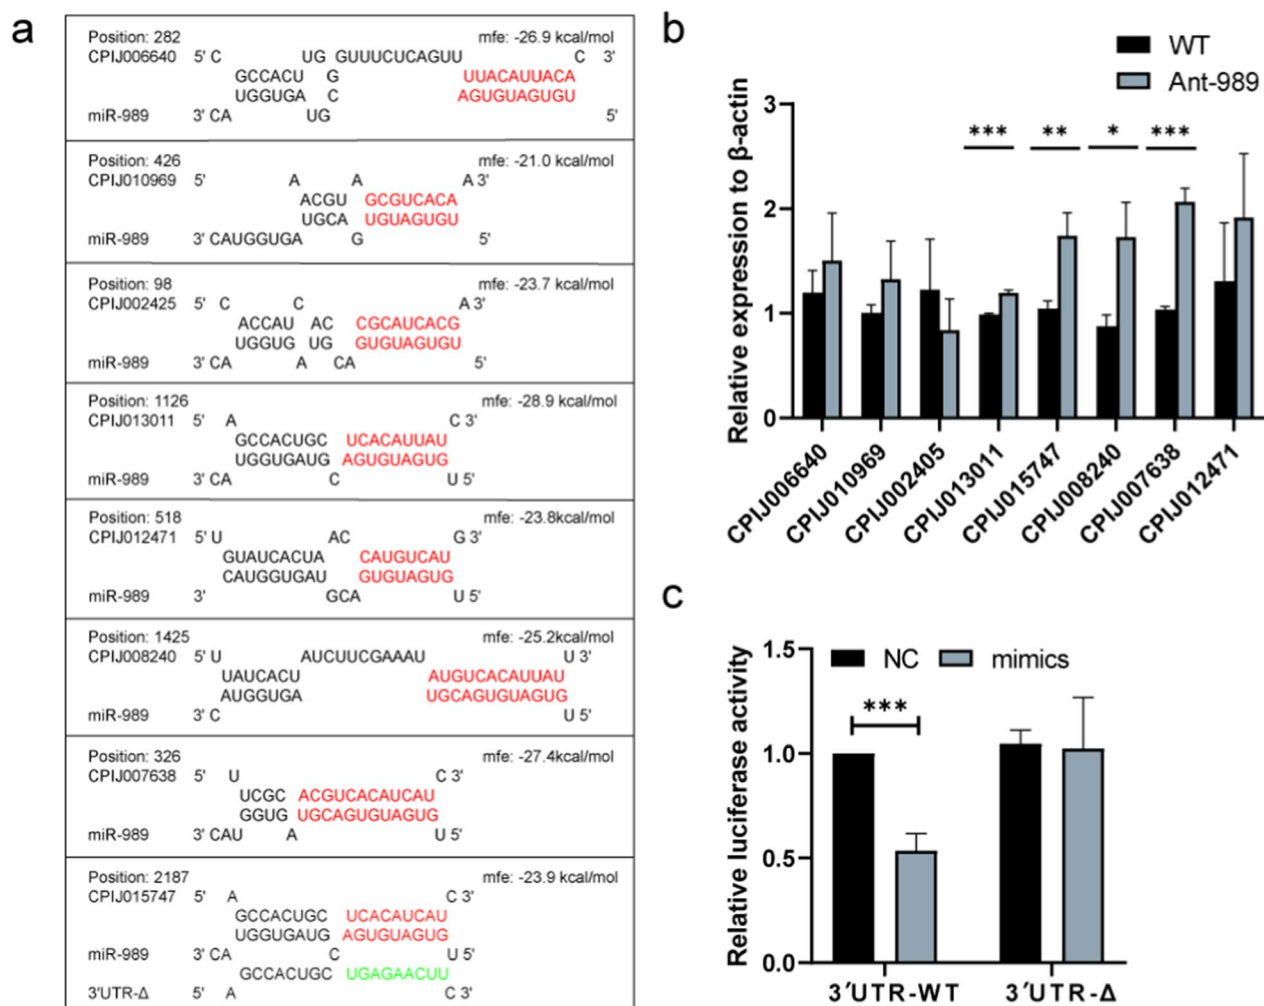 a
Position: 282 mfe: -26.9 kcal/mol
CPIJ006640 5' C UG GUUUCUCAGUU C 3'
GCCACU G UUACAUUACA
UGGUGA C AGUGUAGUGU
miR-989 3' CA UG 5'
Position: 426 mfe: -21.0 kcal/mol
CPIJ010969 5' A A A 3'
ACGU GCGUCACA
UGCA UGUAGUGU
miR-989 3' CAUGGUGA G 5'
Position: 98 mfe: -23.7 kcal/mol
CPIJ002425 5' C C A 3'
ACCAU AC CGCAUCACG
UGGUG UG GUGUAGUGU
miR-989 3' CA A CA 5'
Position: 1126 mfe: -28.9 kcal/mol
CPIJ013011 5' A C 3'
GCCACUGC UCACAUUAU
UGGUGAUG AGUGUAGUG
miR-989 3' CA C U 5'
Position: 518 mfe: -23.8kcal/mol
CPIJ012471 5' U AC G 3'
GUAUCACUA CAUGUCAU
CAUGGUGAU GUGUAGUG
miR-989 3' GCA U 5'
Position: 1425 mfe: -25.2kcal/mol
CPIJ008240 5' U AUCUUCGAAAU U 3'
UAUCACU AUGUCACAUUAU
AUGGUGA UGCAGUGUAGUG
miR-989 3' C U 5'
Position: 326 mfe: -27.4kcal/mol
CPIJ007638 5' U C 3'
UCGC ACGUCACAUCAU
GGUG UGCAGUGUAGUG
miR-989 3' CAU A U 5'
Position: 2187 mfe: -23.9 kcal/mol
CPIJ015747 5' A C 3'
GCCACUGC UCACAUCAU
UGGUGAUG AGUGUAGUG
miR-989 3' CA C U 5'
GCCACUGC UGAGAACUU
3'UTR-Δ 5' A C 3'
b
WT
Ant-989
Relative expression to β-actin
3
2
1
0
*** ** * ***
CPIJ006640
CPIJ010969
CPIJ002405
CPIJ013011
CPIJ015747
CPIJ008240
CPIJ007638
CPIJ012471
c
NC mimics
Relative luciferase activity
1.5
1.0
0.5
0.0
***
3'UTR-WT 3'UTR-Δ